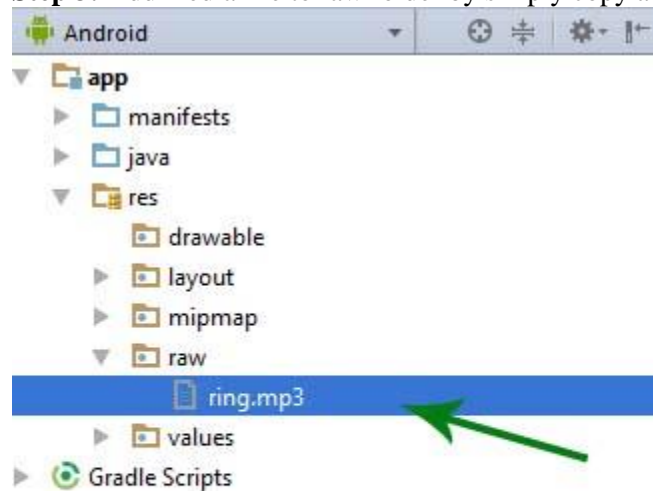 Android
app
manifests
java
res
drawable
layout
mipmap
raw
ring.mp3
values
Gradle Scripts